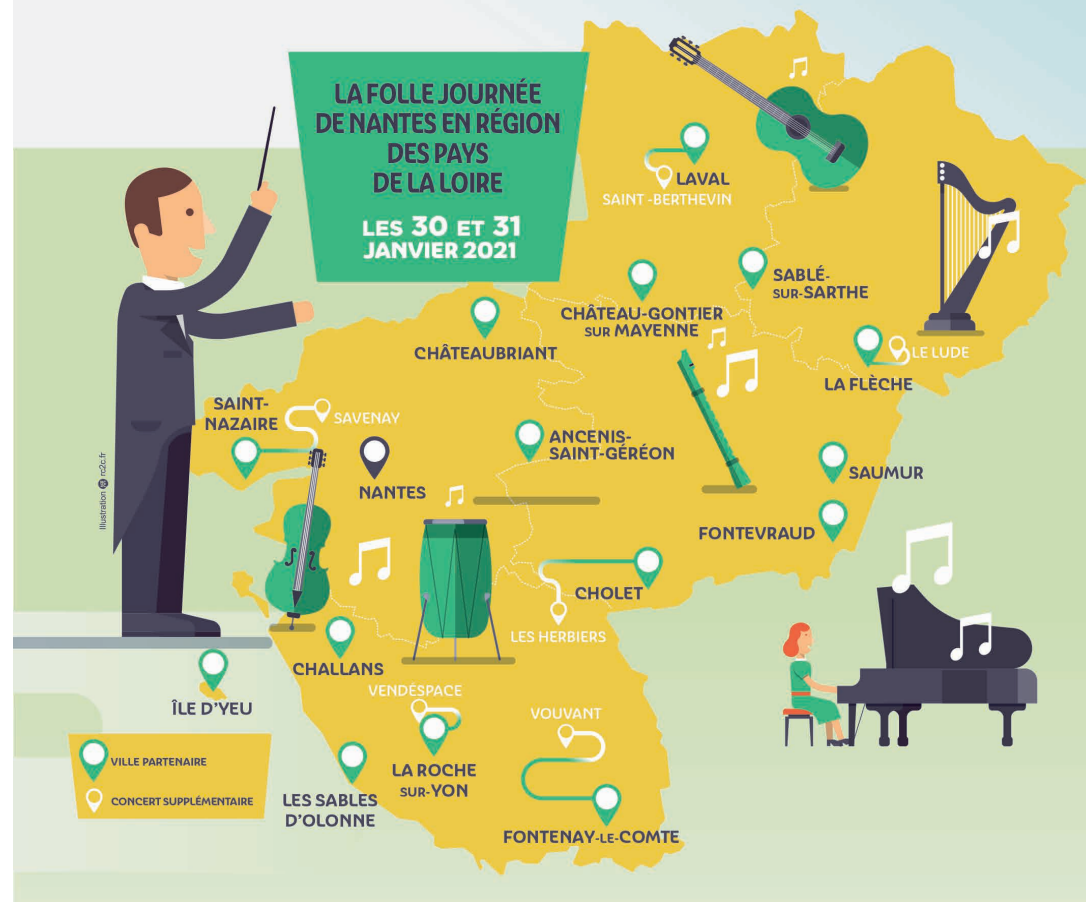 LA FOLLE JOURNÉE
DE NANTES EN RÉGION
DES PAYS
DE LA LOIRE
LES 30 ET 31
JANVIER 2021
LAVAL
SAINT-BERTHEVIN
SABLÉ-
SUR-SARTHE
CHÂTEAU-GONTIER
SUR MAYENNE
CHÂTEAUBRIANT
LE LUDE
LA FLÈCHE
SAINT-
NAZAIRE
SAVENAY
ANCENIS-
SAINT-GÉRÉON
NANTES
SAUMUR
FONTEVRAUD
CHOLET
LES HERBIERS
CHALLANS
ÎLE D'YEU
VENDÉSPACE
VOUVANT
LA ROCHE
SUR-YON
LES SABLES
D'OLONNE
FONTENAY-LE-COMTE
VILLE PARTENAIRE
CONCERT SUPPLÉMENTAIRE
Illustration rc2c.fr